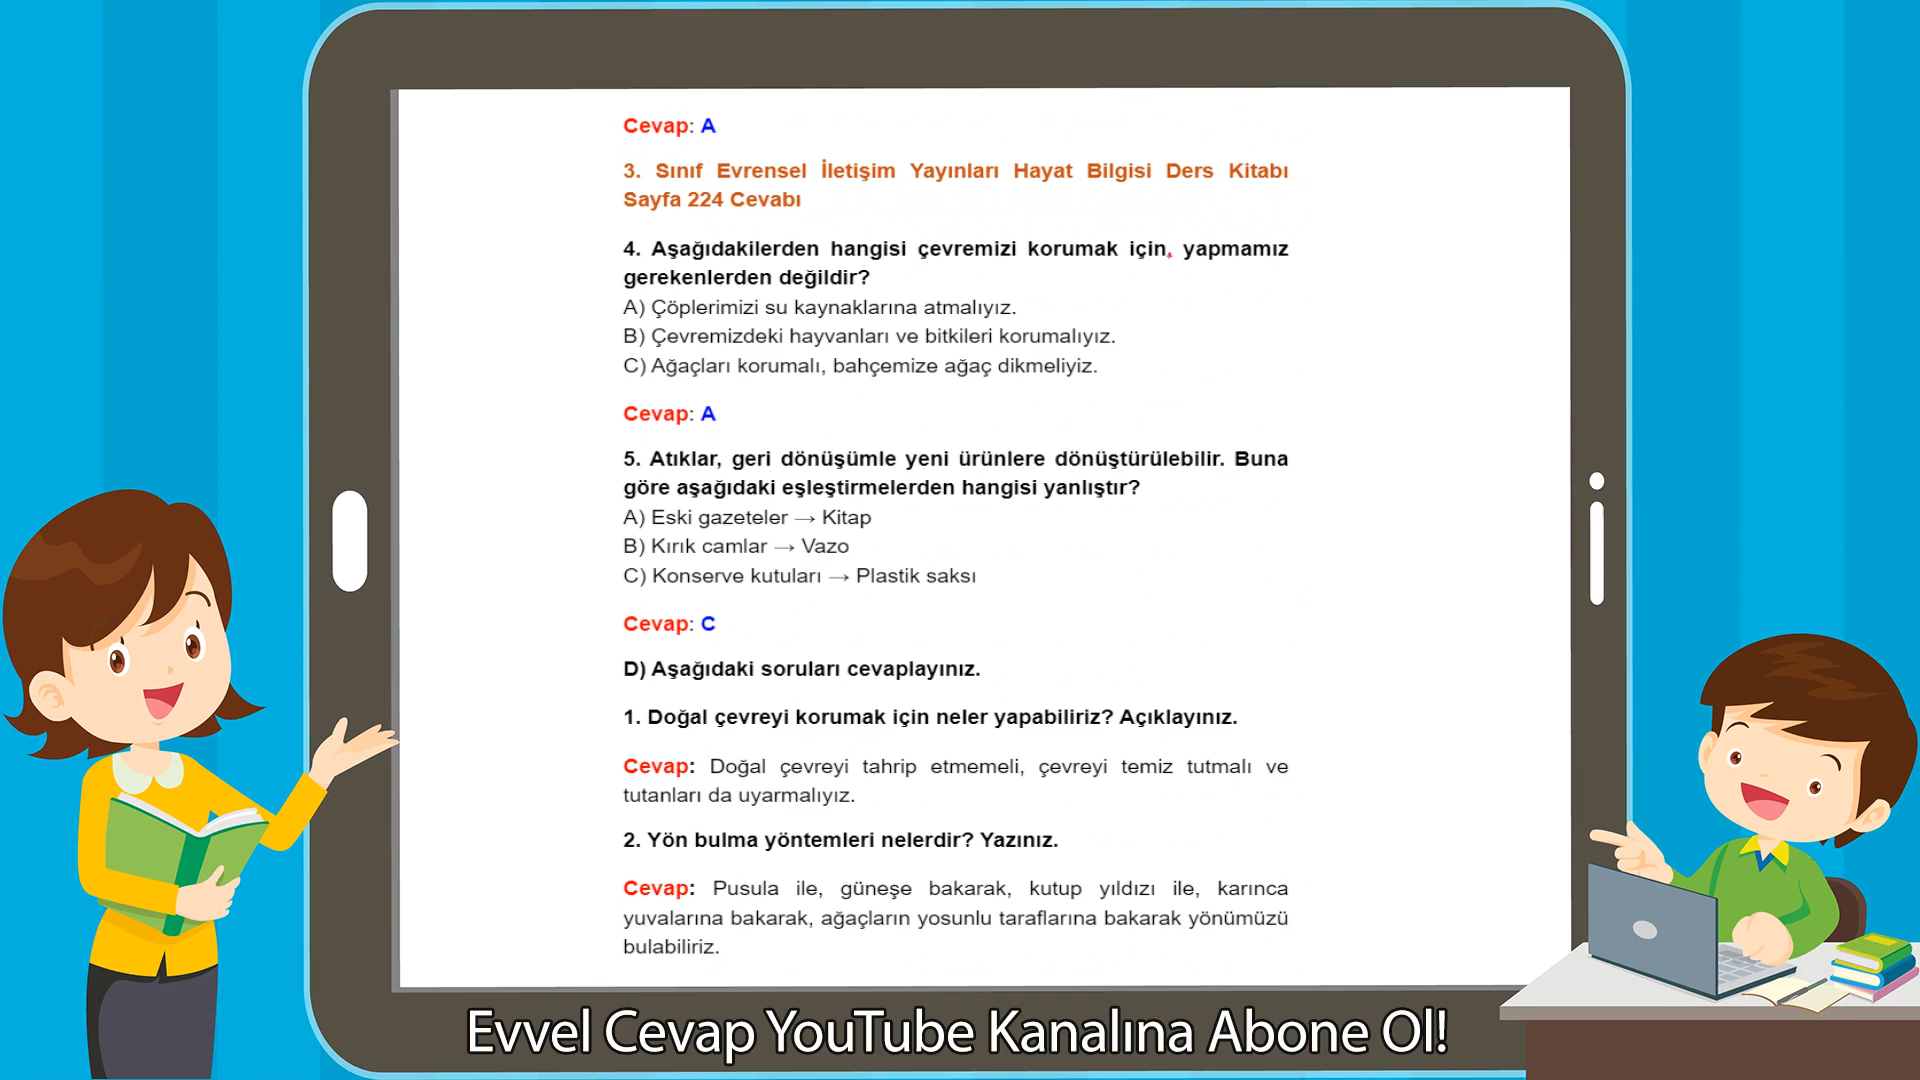 Cevap: A
3. Sınıf Evrensel İletişim Yayınları Hayat Bilgisi Ders Kitabı
Sayfa 224 Cevabı
4. Aşağıdakilerden hangisi çevremizi korumak için, yapmamız
gerekenlerden değildir?
A) Çöplerimizi su kaynaklarına atmalıyız.
B) Çevremizdeki hayvanları ve bitkileri korumalıyız.
C) Ağaçları korumalı, bahçemize ağaç dikmeliyiz.
Cevap: A
5. Atıklar, geri dönüşümle yeni ürünlere dönüştürülebilir. Buna
göre aşağıdaki eşleştirmelerden hangisi yanlıştır?
A) Eski gazeteler → Kitap
B) Kırık camlar → Vazo
C) Konserve kutuları → Plastik saksı
Cevap: C
D) Aşağıdaki soruları cevaplayınız.
1. Doğal çevreyi korumak için neler yapabiliriz? Açıklayınız.
Cevap: Doğal çevreyi tahrip etmemeli, çevreyi temiz tutmalı ve
tutanları da uyarmalıyız.
2. Yön bulma yöntemleri nelerdir? Yazınız.
Cevap: Pusula ile, güneşe bakarak, kutup yıldızı ile, karınca
yuvalarına bakarak, ağaçların yosunlu taraflarına bakarak yönümüzü
bulabiliriz.
Evvel Cevap YouTube Kanalına Abone Ol!